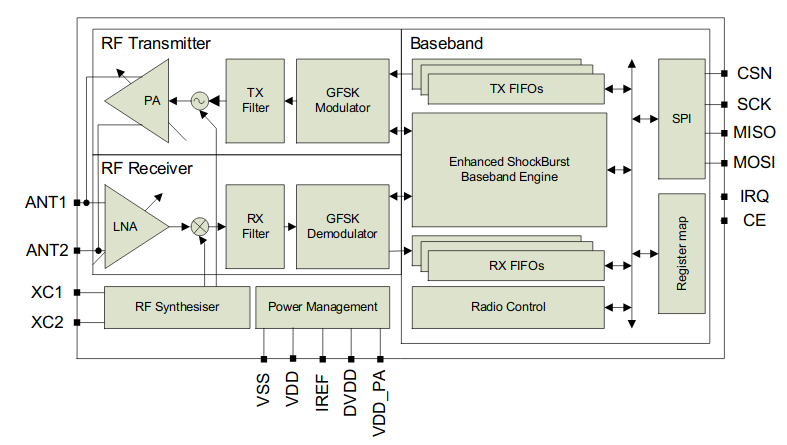 RF Transmitter
Baseband
PA
TX
Filter
GFSK
Modulator
TX FIFOs
SPI
CSN
SCK
MISO
MOSI
Enhanced ShockBurst
Baseband Engine
RF Receiver
ANT1
ANT2
LNA
RX
Filter
GFSK
Demodulator
RX FIFOs
Register map
IRQ
CE
XC1
XC2
RF Synthesiser
Power Management
Radio Control
VSS
VDD
IREF
DVDD
VDD_PA